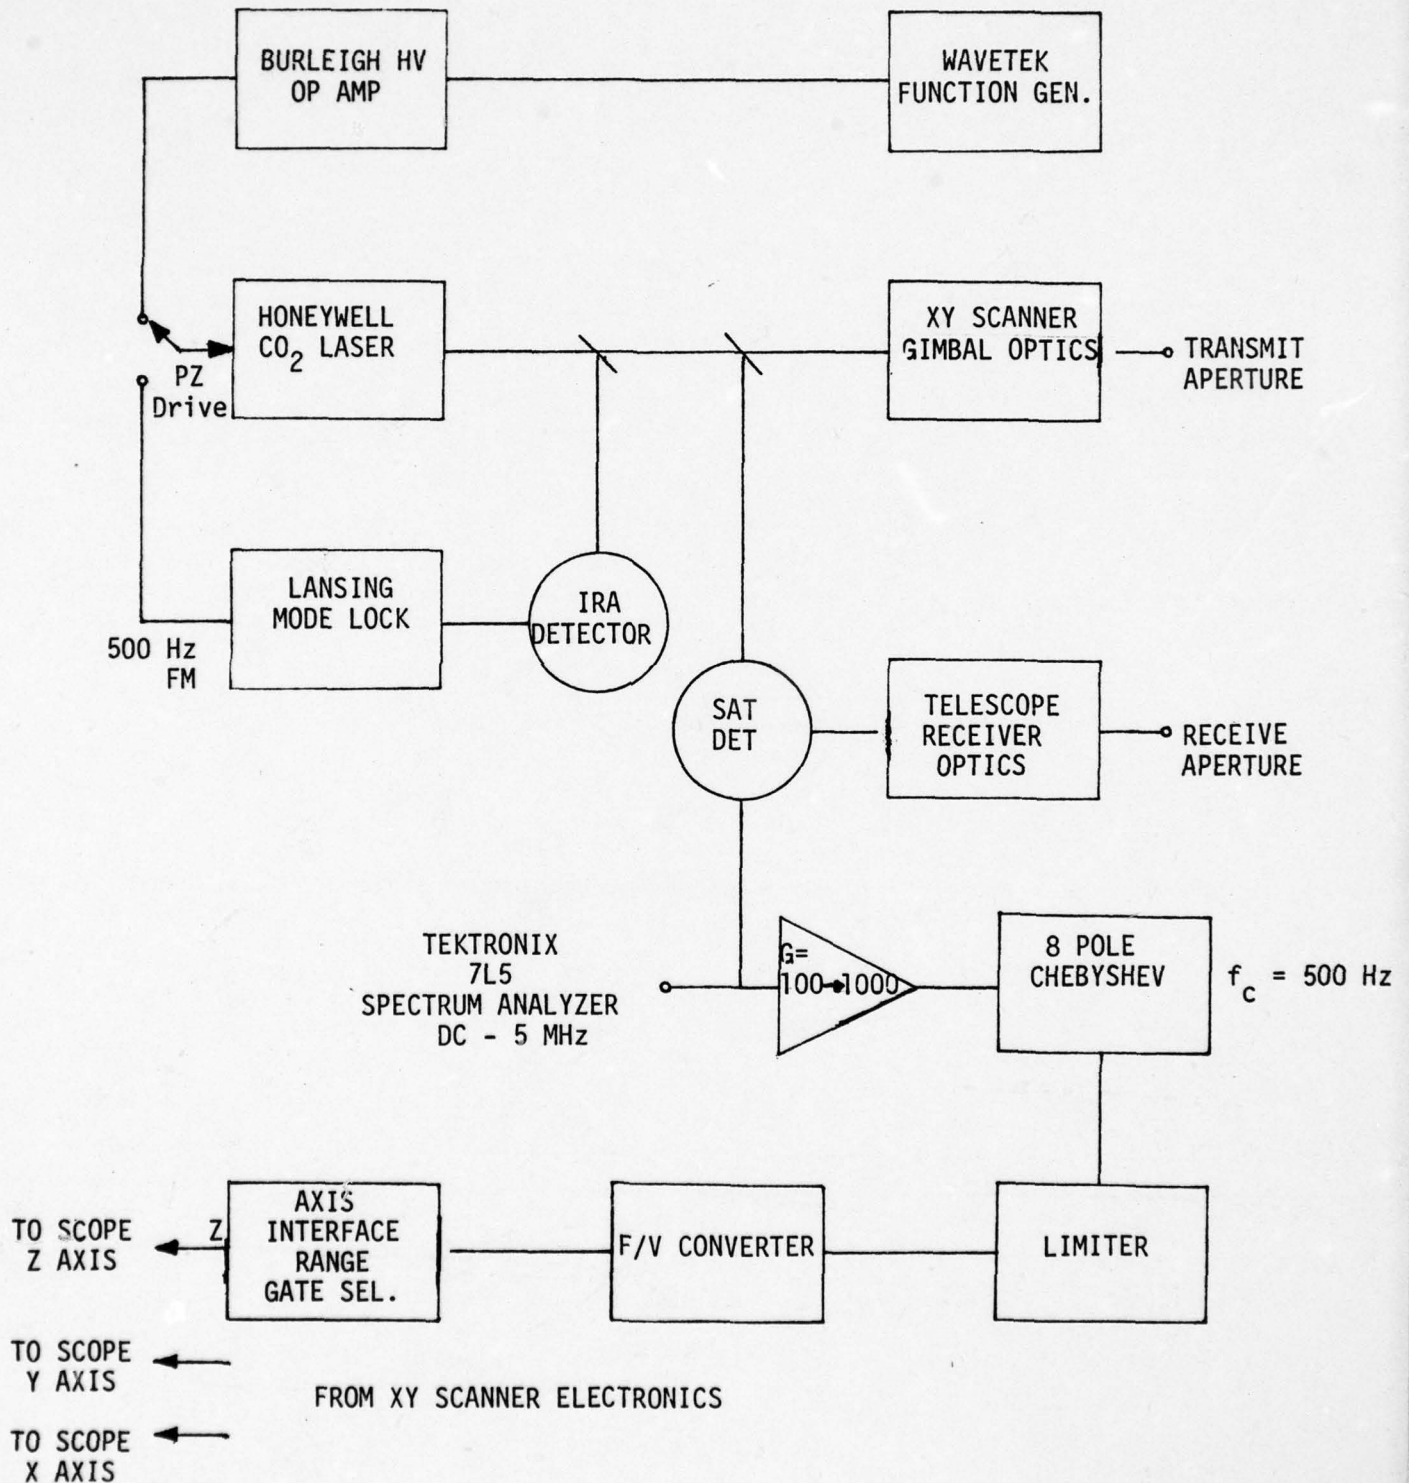 BURLEIGH HV
OP AMP
WAVETEK
FUNCTION GEN.
HONEYWELL
CO2 LASER
PZ
Drive
XY SCANNER
GIMBAL OPTICS
TRANSMIT
APERTURE
LANSING
MODE LOCK
500 Hz
FM
IRA
DETECTOR
SAT
DET
TELESCOPE
RECEIVER
OPTICS
RECEIVE
APERTURE
TEKTRONIX
7L5
SPECTRUM ANALYZER
DC - 5 MHz
G=
100→1000
8 POLE
CHEBYSHEV
fc = 500 Hz
TO SCOPE
Z AXIS
Z
AXIS
INTERFACE
RANGE
GATE SEL.
F/V CONVERTER
LIMITER
TO SCOPE
Y AXIS
FROM XY SCANNER ELECTRONICS
TO SCOPE
X AXIS